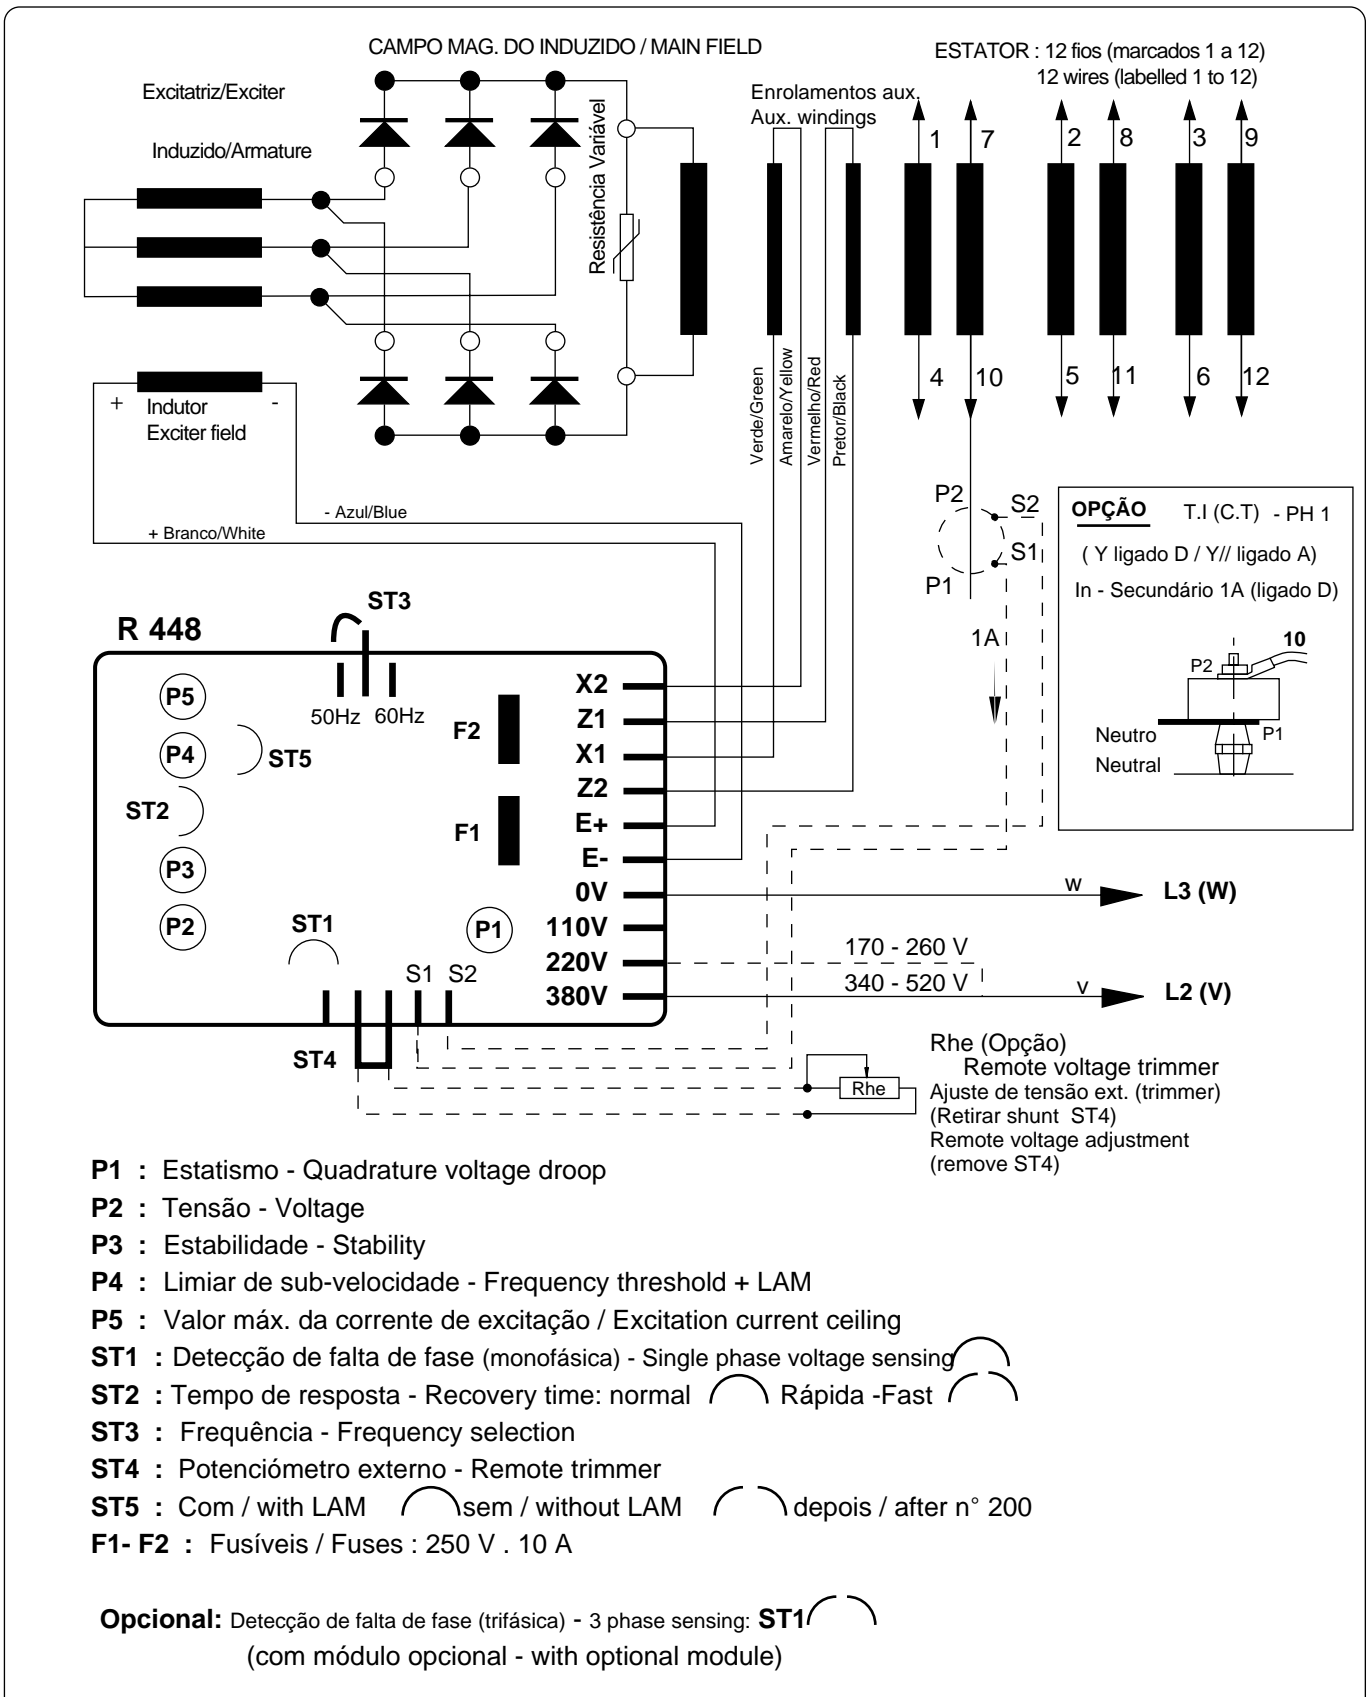 CAMPO MAG. DO INDUZIDO / MAIN FIELD
ESTATOR : 12 fios (marcados 1 a 12)
12 wires (labelled 1 to 12)
Excitatriz/Exciter
Enrolamentos aux.
Aux. windings
Induzido/Armature
Resistência Variável
1
7
2
8
3
9
4
10
5
11
6
12
Verde/Green
Amarelo/Yellow
Vermelho/Red
Pretor/Black
+
-
Indutor
Exciter field
- Azul/Blue
+ Branco/White
P2
S2
S1
P1
1A
OPÇÃO T.I (C.T) - PH 1
( Y ligado D / Y// ligado A)
In - Secundário 1A (ligado D)
10
P2
P1
Neutro
Neutral
R 448
ST3
50Hz 60Hz
P5
P4
ST5
ST2
P3
P2
ST1
P1
F2
F1
X2
Z1
X1
Z2
E+
E-
0V
110V
220V
380V
S1 S2
ST4
W
L3 (W)
170 - 260 V
340 - 520 V
V
L2 (V)
Rhe
Rhe (Opção)
Remote voltage trimmer
Ajuste de tensão ext. (trimmer)
(Retirar shunt ST4)
Remote voltage adjustment
(remove ST4)
P1 : Estatismo - Quadrature voltage droop
P2 : Tensão - Voltage
P3 : Estabilidade - Stability
P4 : Limiar de sub-velocidade - Frequency threshold + LAM
P5 : Valor máx. da corrente de excitação / Excitation current ceiling
ST1 : Detecção de falta de fase (monofásica) - Single phase voltage sensing
ST2 : Tempo de resposta - Recovery time: normal Rápida -Fast
ST3 : Frequência - Frequency selection
ST4 : Potenciómetro externo - Remote trimmer
ST5 : Com / with LAM sem / without LAM depois / after n° 200
F1- F2 : Fusíveis / Fuses : 250 V . 10 A
Opcional: Detecção de falta de fase (trifásica) - 3 phase sensing: ST1
(com módulo opcional - with optional module)